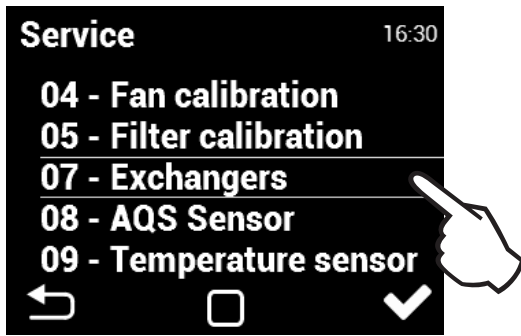 Service 16:30
04 - Fan calibration
05 - Filter calibration
07 - Exchangers
08 - AQS Sensor
09 - Temperature sensor